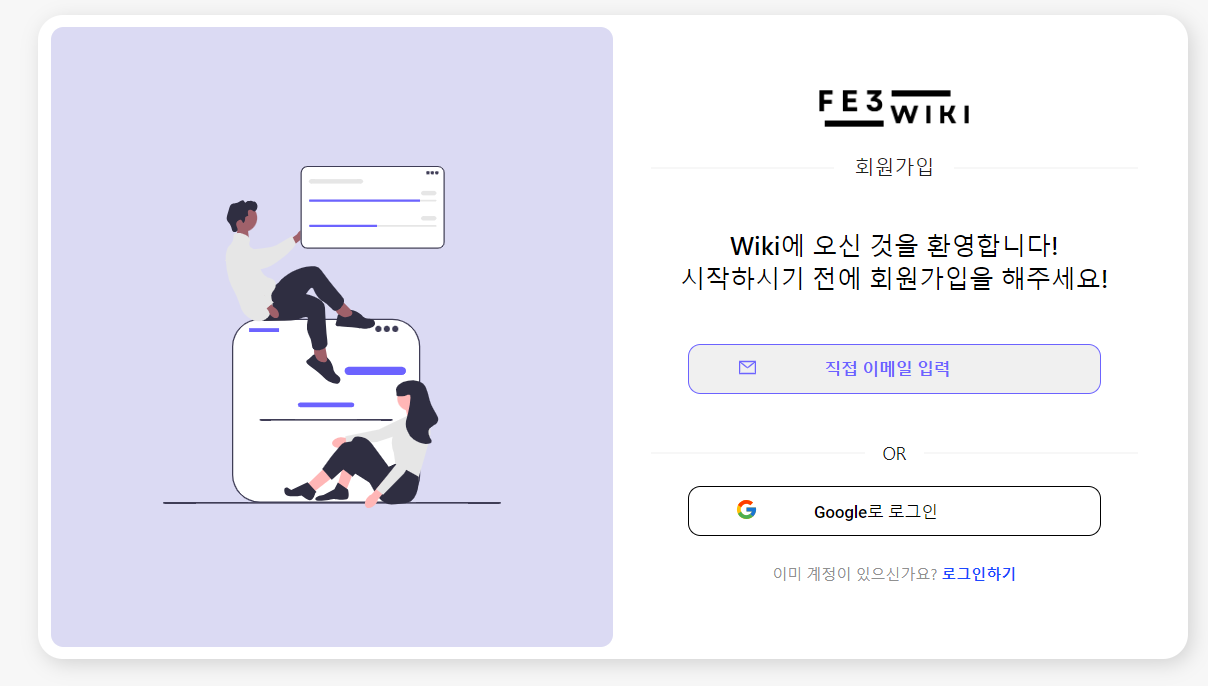 FE3 WIKI
회원가입
Wiki에 오신 것을 환영합니다!
시작하시기 전에 회원가입을 해주세요!
직접 이메일 입력
OR
Google로 로그인
이미 계정이 있으신가요? 로그인하기